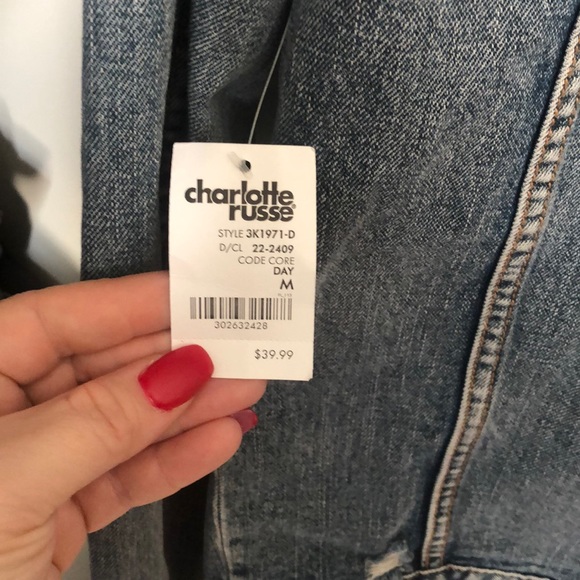 charlotte
russe
STYLE 3K1971-D
D/CL 22-2409
CODE CORE
DAY
M
302632428
$39.99